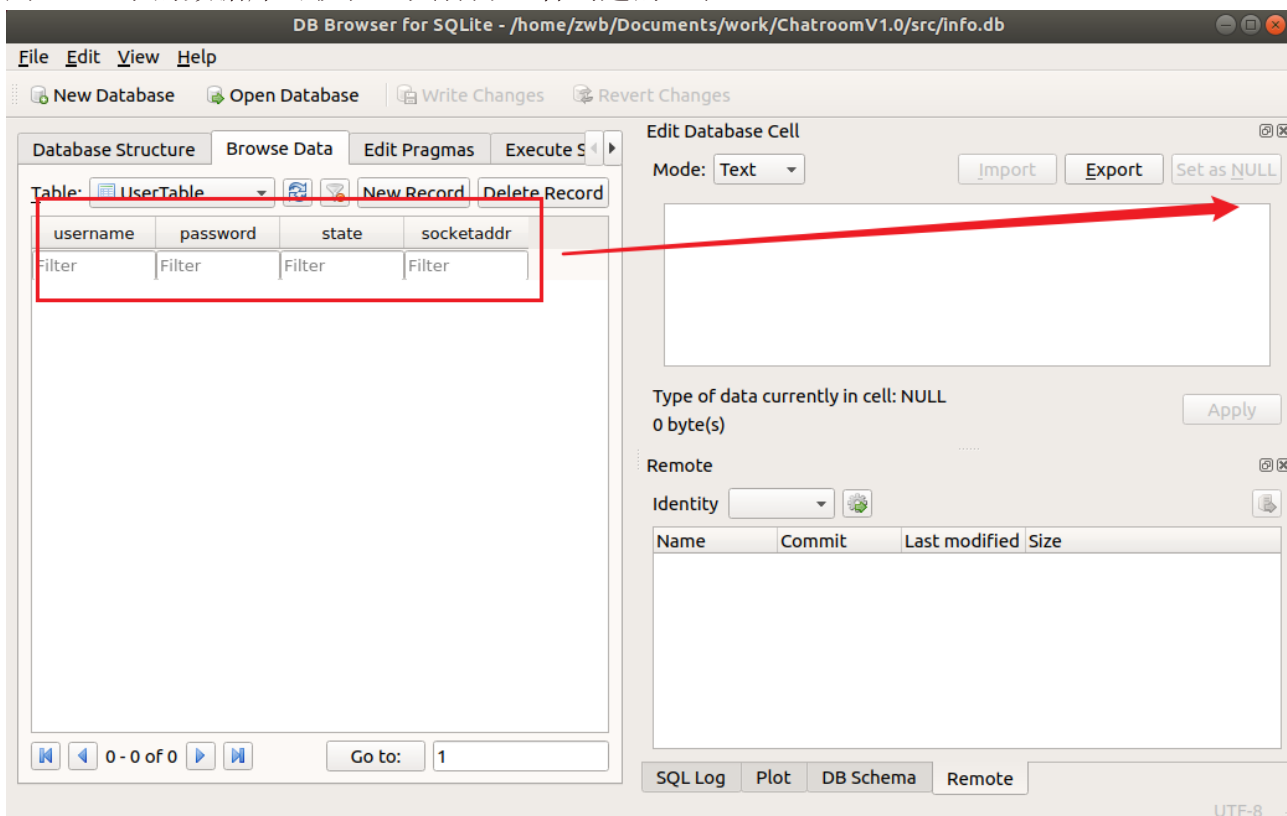 DB Browser for SQLite - /home/zwb/Documents/work/ChatroomV1.0/src/info.db
File Edit View Help
New Database Open Database Write Changes Revert Changes
Database Structure Browse Data Edit Pragmas Execute S
Table: UserTable New Record Delete Record
username password state socketaddr
Filter Filter Filter Filter
0 - 0 of 0 Go to: 1
Edit Database Cell
Mode: Text Import Export Set as NULL
Type of data currently in cell: NULL
0 byte(s)
Apply
Remote
Identity
Name Commit Last modified Size
SQL Log Plot DB Schema Remote
UTF-8